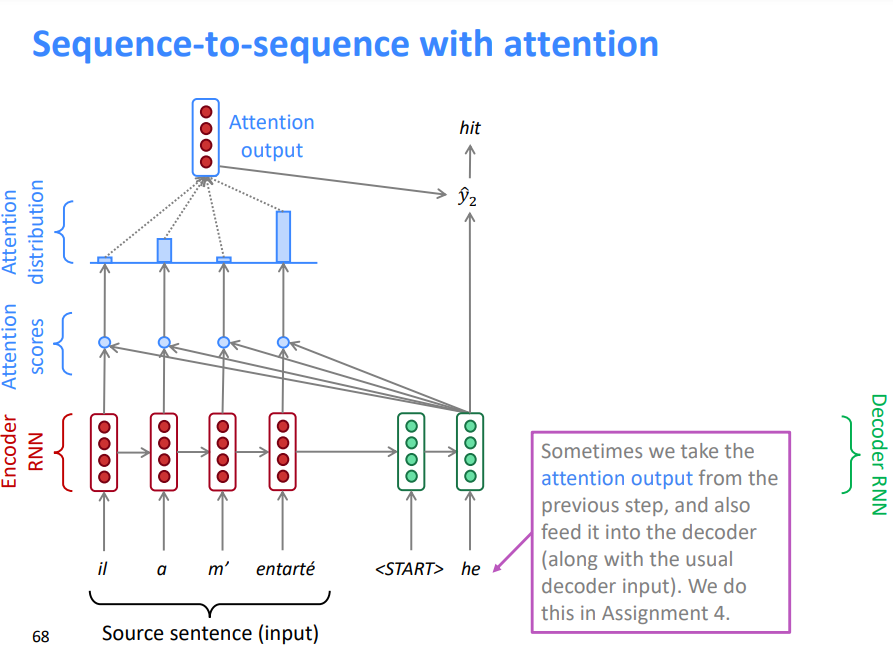 Sequence-to-sequence with attention
Attention
output
hit
ŷ₂
Attention
distribution
Attention
scores
Encoder
RNN
Decoder RNN
Sometimes we take the
attention output from the
previous step, and also
feed it into the decoder
(along with the usual
decoder input). We do
this in Assignment 4.
il a m’ entarté <START> he
Source sentence (input)
68